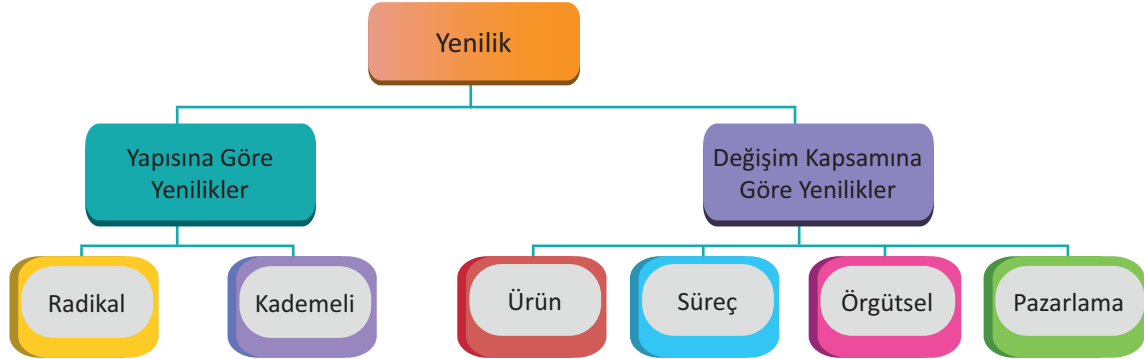 Yenilik
Yapısına Göre
Yenilikler
Değişim Kapsamına
Göre Yenilikler
Radikal
Kademeli
Ürün
Süreç
Örgütsel
Pazarlama